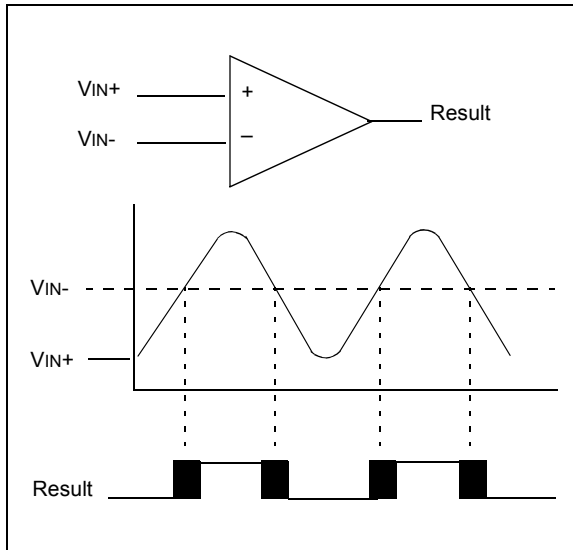 VIN+
+
Result
VIN-
–
VIN-
VIN+
Result